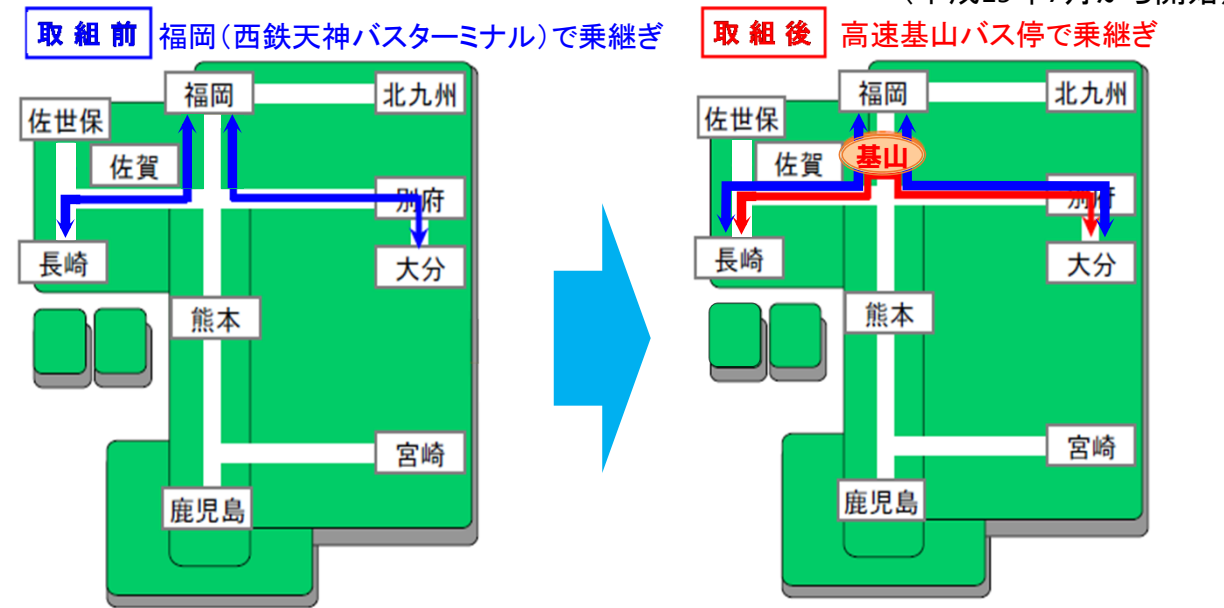 取組前 福岡(西鉄天神バスターミナル)で乗継ぎ
福岡
北九州
佐世保
佐賀
別府
長崎
大分
熊本
宮崎
鹿児島
取組後 高速基山バス停で乗継ぎ
福岡
北九州
佐世保
基山
佐賀
別府
長崎
大分
熊本
宮崎
鹿児島